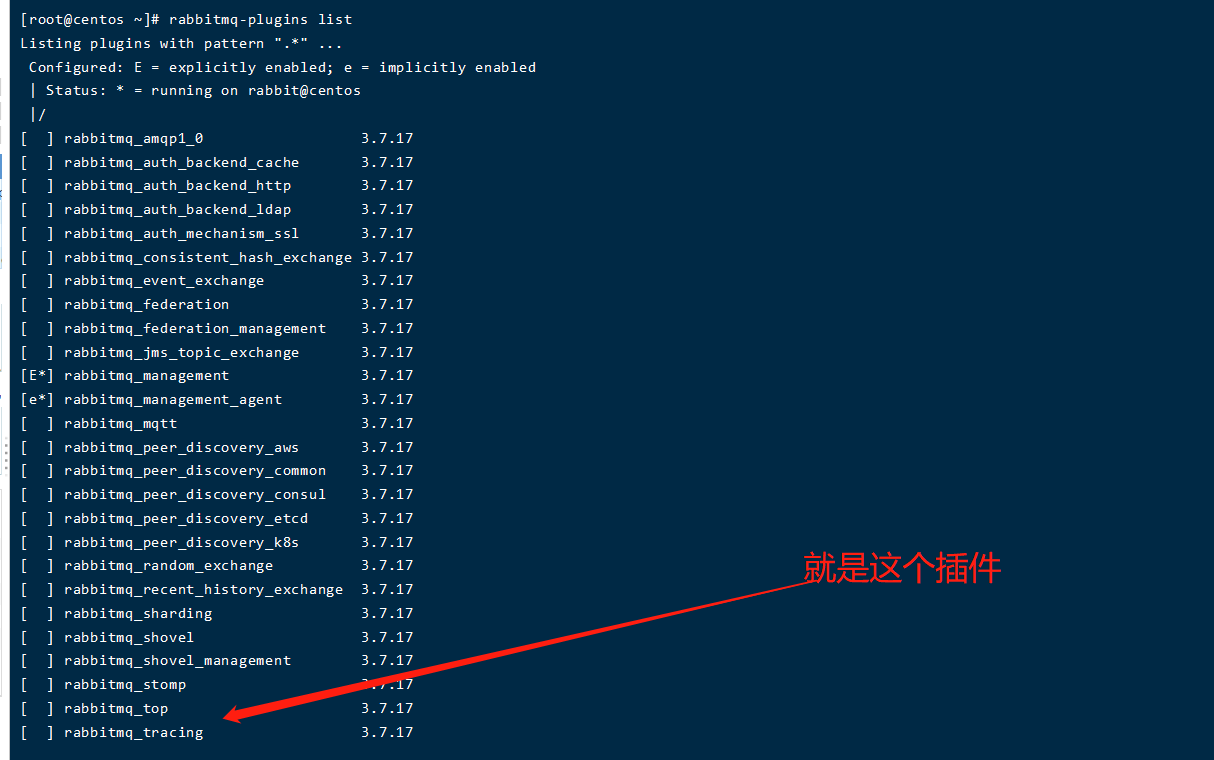 [root@centos ~]# rabbitmq-plugins list
Listing plugins with pattern ".*" ...
 Configured: E = explicitly enabled; e = implicitly enabled
 | Status: * = running on rabbit@centos
 |/
[  ] rabbitmq_amqp1_0                  3.7.17
[  ] rabbitmq_auth_backend_cache       3.7.17
[  ] rabbitmq_auth_backend_http        3.7.17
[  ] rabbitmq_auth_backend_ldap        3.7.17
[  ] rabbitmq_auth_mechanism_ssl       3.7.17
[  ] rabbitmq_consistent_hash_exchange 3.7.17
[  ] rabbitmq_event_exchange           3.7.17
[  ] rabbitmq_federation               3.7.17
[  ] rabbitmq_federation_management    3.7.17
[  ] rabbitmq_jms_topic_exchange       3.7.17
[E*] rabbitmq_management               3.7.17
[e*] rabbitmq_management_agent         3.7.17
[  ] rabbitmq_mqtt                     3.7.17
[  ] rabbitmq_peer_discovery_aws       3.7.17
[  ] rabbitmq_peer_discovery_common    3.7.17
[  ] rabbitmq_peer_discovery_consul    3.7.17
[  ] rabbitmq_peer_discovery_etcd      3.7.17
[  ] rabbitmq_peer_discovery_k8s       3.7.17
[  ] rabbitmq_random_exchange          3.7.17
就是这个插件
[  ] rabbitmq_recent_history_exchange  3.7.17
[  ] rabbitmq_sharding                 3.7.17
[  ] rabbitmq_shovel                   3.7.17
[  ] rabbitmq_shovel_management        3.7.17
[  ] rabbitmq_stomp                    3.7.17
[  ] rabbitmq_top                      3.7.17
[  ] rabbitmq_tracing                  3.7.17